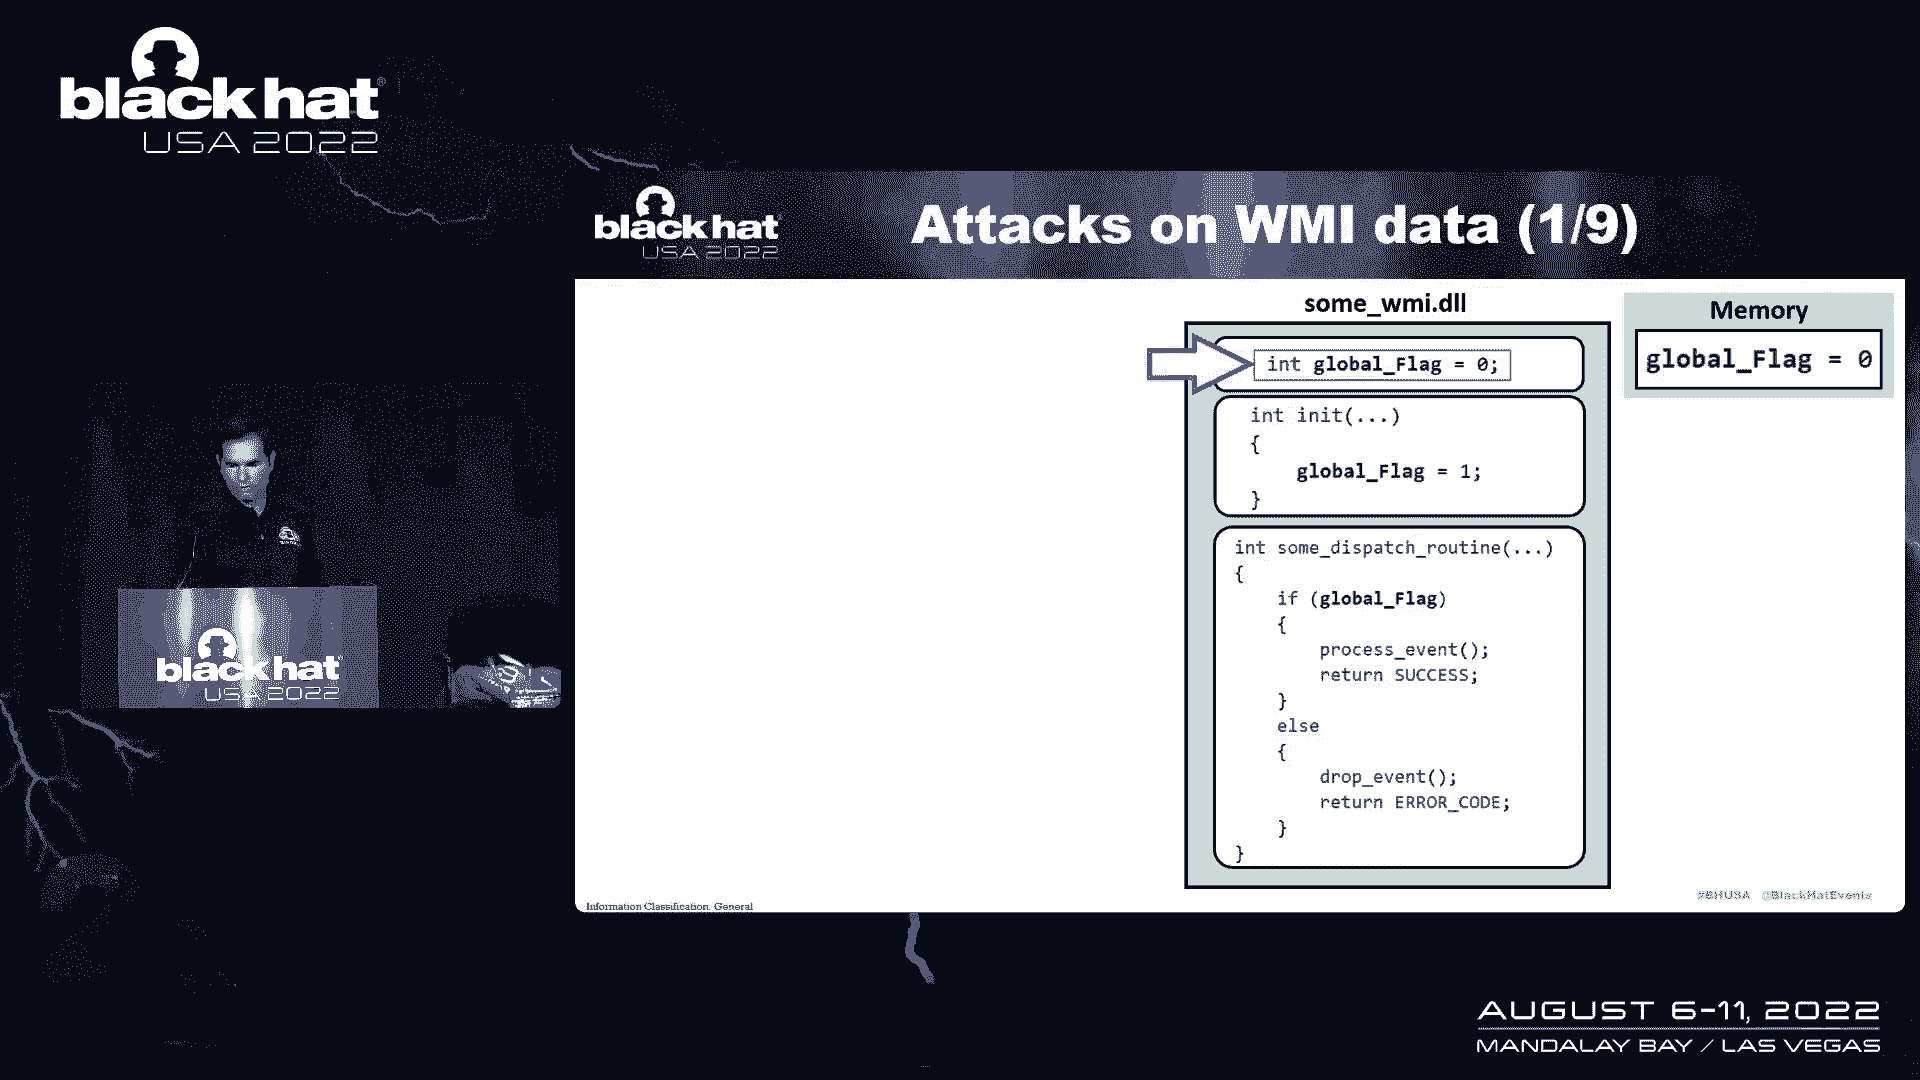 black hat®
USA 2022
black hat
USA 2022
Attacks on WMI data (1/9)
some_wmi.dll
int global_Flag = 0;
int init(...)
{
global_Flag = 1;
}
int some_dispatch_routine(...)
{
if (global_Flag)
{
process_event();
return SUCCESS;
}
else
{
drop_event();
return ERROR_CODE;
}
}
Memory
global_Flag = 0
Information Classification: General
#BHUSA @BlackHatEvents
black hat
USA 2022
AUGUST 6-11, 2022
MANDALAY BAY / LAS VEGAS